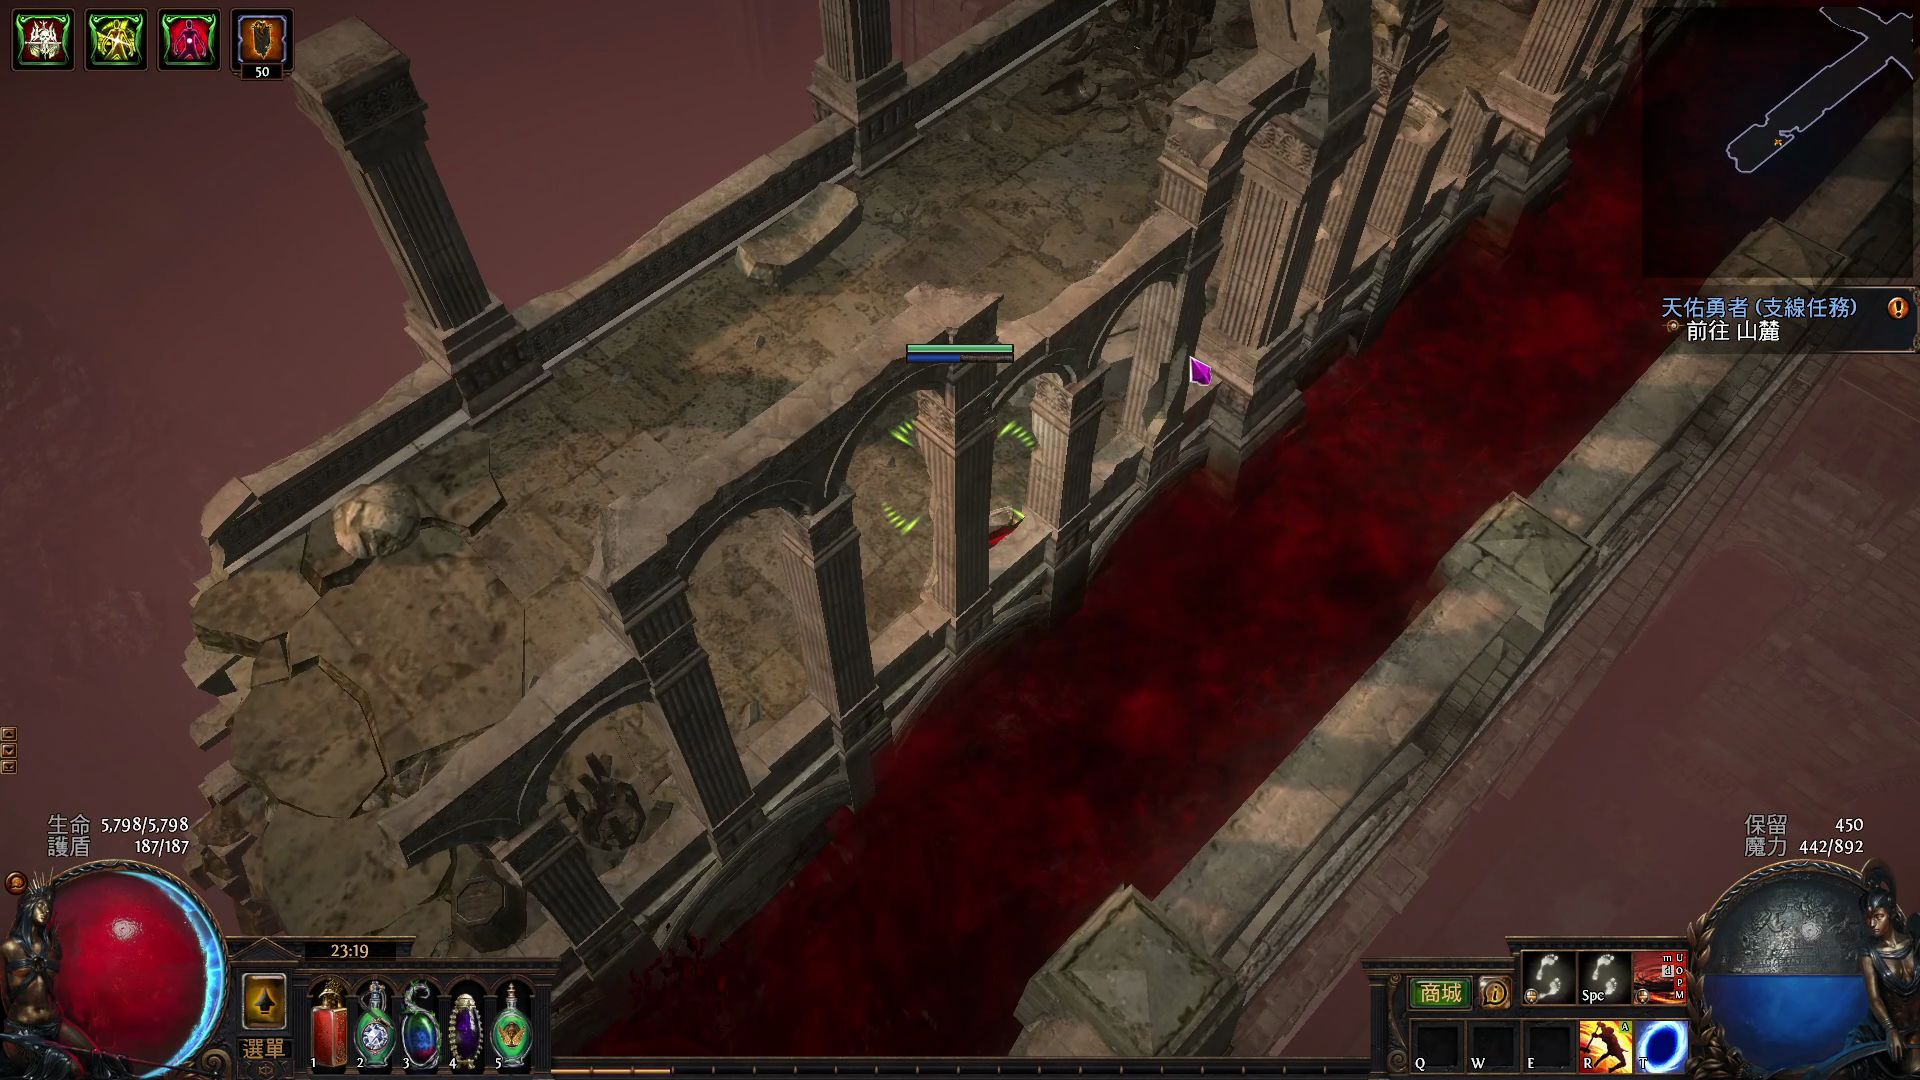 50
天佑勇者 (支線任務)
前往 山麓
生命 5,798/5,798
護盾 187/187
保留 450
魔力 442/892
23:19
商城
Spc
m U
d O
P
M
選單
1
2
3
4
5
Q
W
E
R
A
T